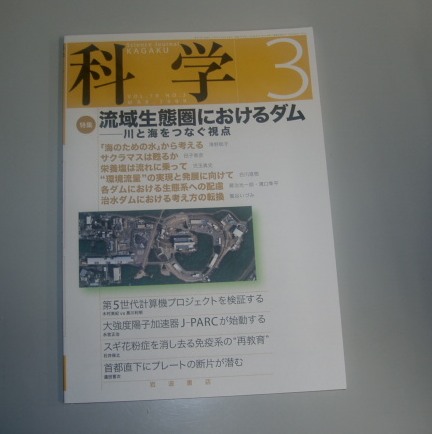 Science Journal
KAGAKU
科学 3
特集
流域生態圏におけるダム
——川と海をつなぐ視点
「海のための水」から考える
サクラマスは甦るか
栄養塩は流れに乗って
“環境流量”の実現と発展に向けて
各ダムにおける生態系への配慮
治水ダムにおける考え方の転換
第5世代計算機プロジェクトを検証する
大強度陽子加速器J-PARCが始動する
スギ花粉症を消し去る免疫系の“再教育”
首都直下にプレートの断片が潜む
岩波書店